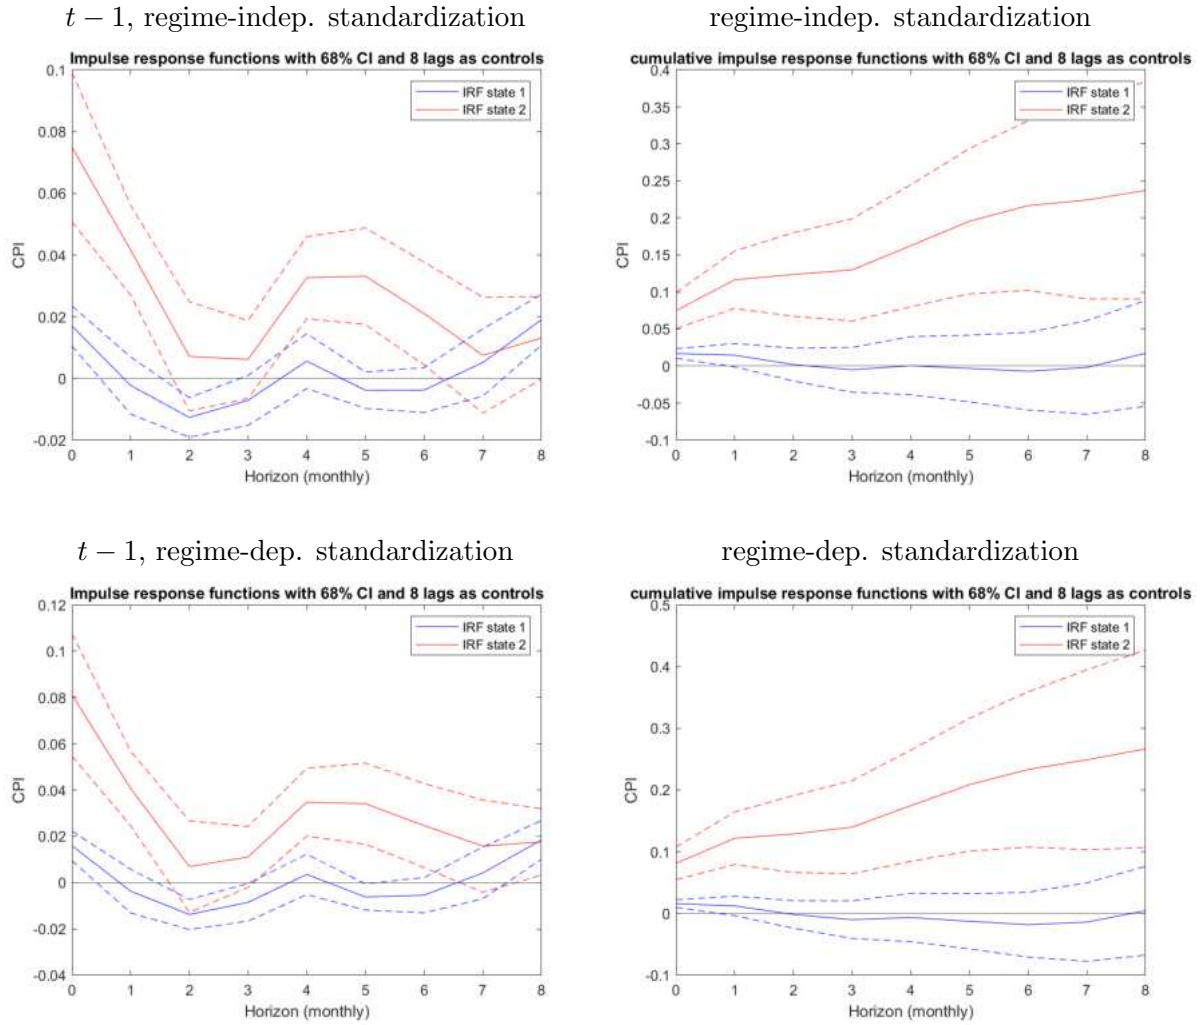 t − 1, regime-indep. standardization
regime-indep. standardization
Impulse response functions with 68% CI and 8 lags as controls
cumulative impulse response functions with 68% CI and 8 lags as controls
IRF state 1
IRF state 2
0.1
0.08
0.06
0.04
0.02
0
-0.02
CPI
0 1 2 3 4 5 6 7 8
Horizon (monthly)
IRF state 1
IRF state 2
0.4
0.35
0.3
0.25
0.2
0.15
0.1
0.05
0
-0.05
-0.1
CPI
0 1 2 3 4 5 6 7 8
Horizon (monthly)
t − 1, regime-dep. standardization
regime-dep. standardization
Impulse response functions with 68% CI and 8 lags as controls
cumulative impulse response functions with 68% CI and 8 lags as controls
IRF state 1
IRF state 2
0.12
0.1
0.08
0.06
0.04
0.02
0
-0.02
-0.04
CPI
0 1 2 3 4 5 6 7 8
Horizon (monthly)
IRF state 1
IRF state 2
0.5
0.4
0.3
0.2
0.1
0
-0.1
CPI
0 1 2 3 4 5 6 7 8
Horizon (monthly)